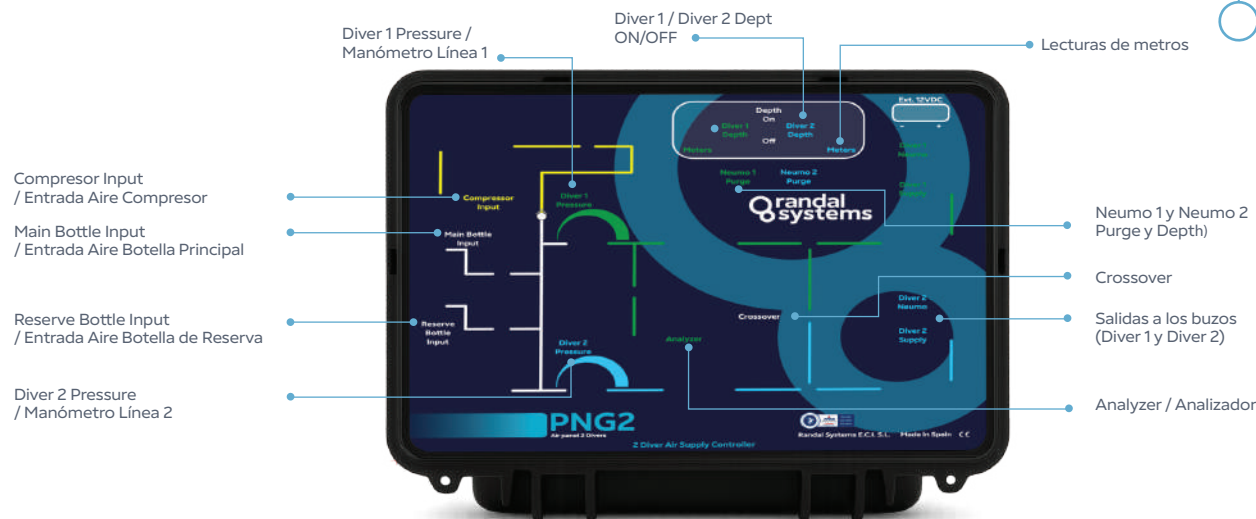 Diver 1 Pressure /
Manómetro Línea 1
Diver 1 / Diver 2 Dept
ON/OFF
Lecturas de metros
Compresor Input
/ Entrada Aire Compresor
Main Bottle Input
/ Entrada Aire Botella Principal
Reserve Bottle Input
/ Entrada Aire Botella de Reserva
Diver 2 Pressure
/ Manómetro Línea 2
Ext. 12VDC
- +
Depth
On
Diver 1
Depth
Diver 2
Depth
Off
Meters
Meters
Diver 1
Neumo
Neumo 1
Purge
Neumo 2
Purge
Diver 1
Supply
Compressor
Input
Diver 1
Pressure
randal
systems
Main Bottle
Input
Reserve
Bottle
Input
Crossover
Diver 2
Neumo
Diver 2
Supply
Diver 2
Pressure
Analyzer
PNG2
Air panel 2 Divers
2 Diver Air Supply Controller
Randal Systems E.C.I. S.L. Made In Spain CE
Neumo 1 y Neumo 2
Purge y Depth)
Crossover
Salidas a los buzos
(Diver 1 y Diver 2)
Analyzer / Analizador